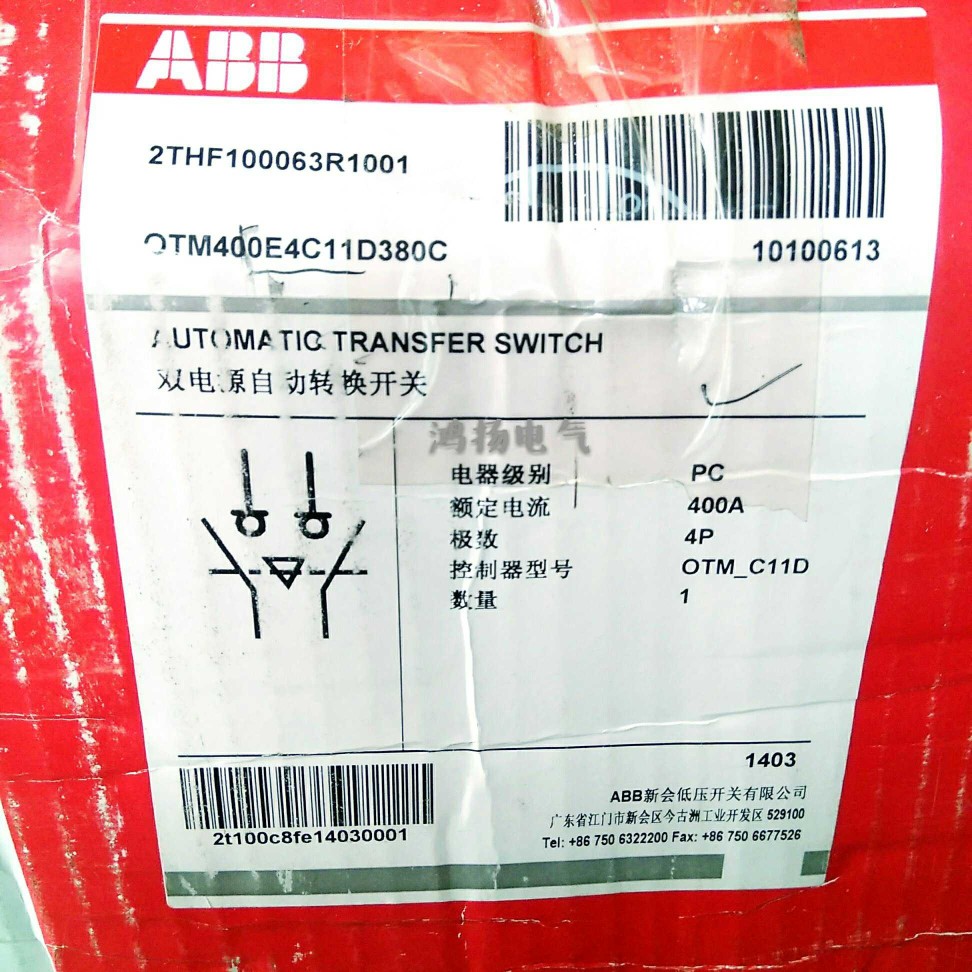 ABB
2THF100063R1001
OTM400E4C11D380C
10100613
AUTOMATIC TRANSFER SWITCH
双电源自动转换开关
鸿扬电气
电器级别 PC
额定电流 400A
极数 4P
控制器型号 OTM_C11D
数量 1
1403
2t100c8fe14030001
ABB新会低压开关有限公司
广东省江门市新会区今古洲工业开发区 529100
Tel: +86 750 6322200 Fax: +86 750 6677526